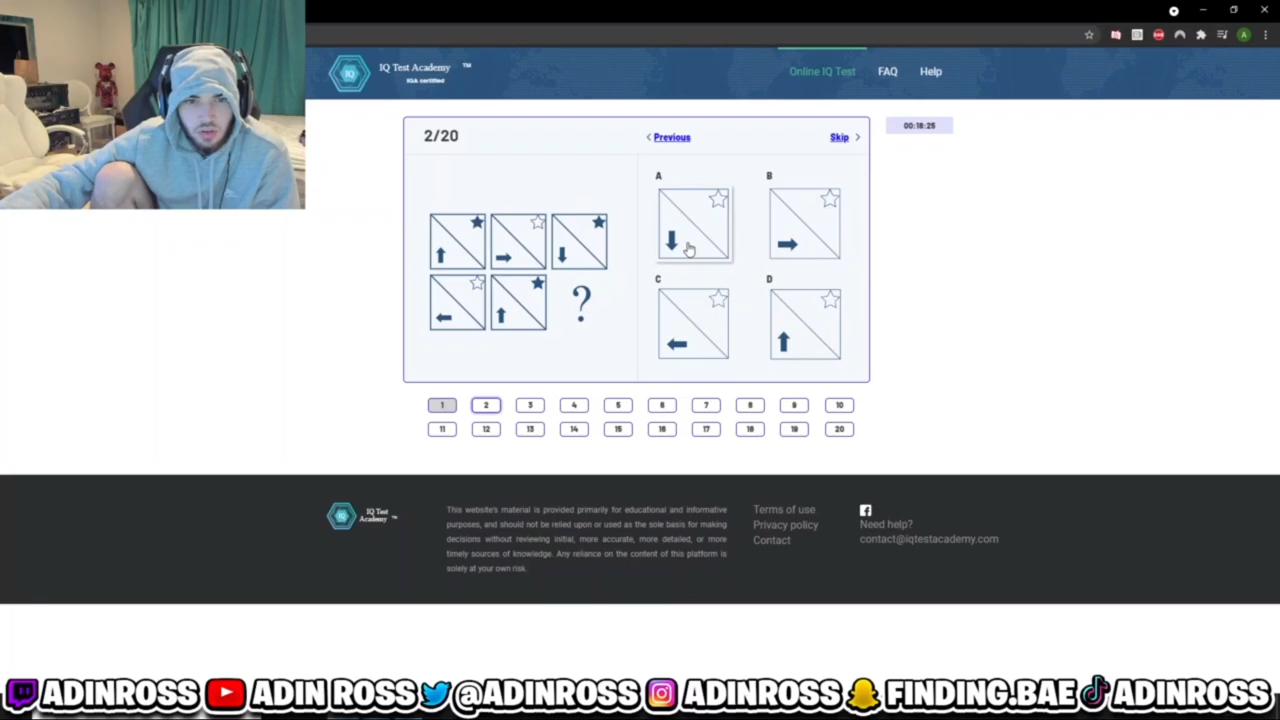 IQ Test Academy ™
IQA certified
IQ
Online IQ Test FAQ Help
2/20
Previous
Skip
00:18:25
A B
?
C D
1 2 3 4 5 6 7 8 9 10
11 12 13 14 15 16 17 18 19 20
IQ
IQ Test
Academy ™
This website's material is provided primarily for educational and informative
purposes, and should not be relied upon or used as the sole basis for making
decisions without reviewing initial, more accurate, more detailed, or more
timely sources of knowledge. Any reliance on the content of this platform is
solely at your own risk.
Terms of use
Privacy policy
Contact
Need help?
contact@iqtestacademy.com
ADINROSS ADIN ROSS @ADINROSS ADINROSS FINDING.BAE ADINROSS